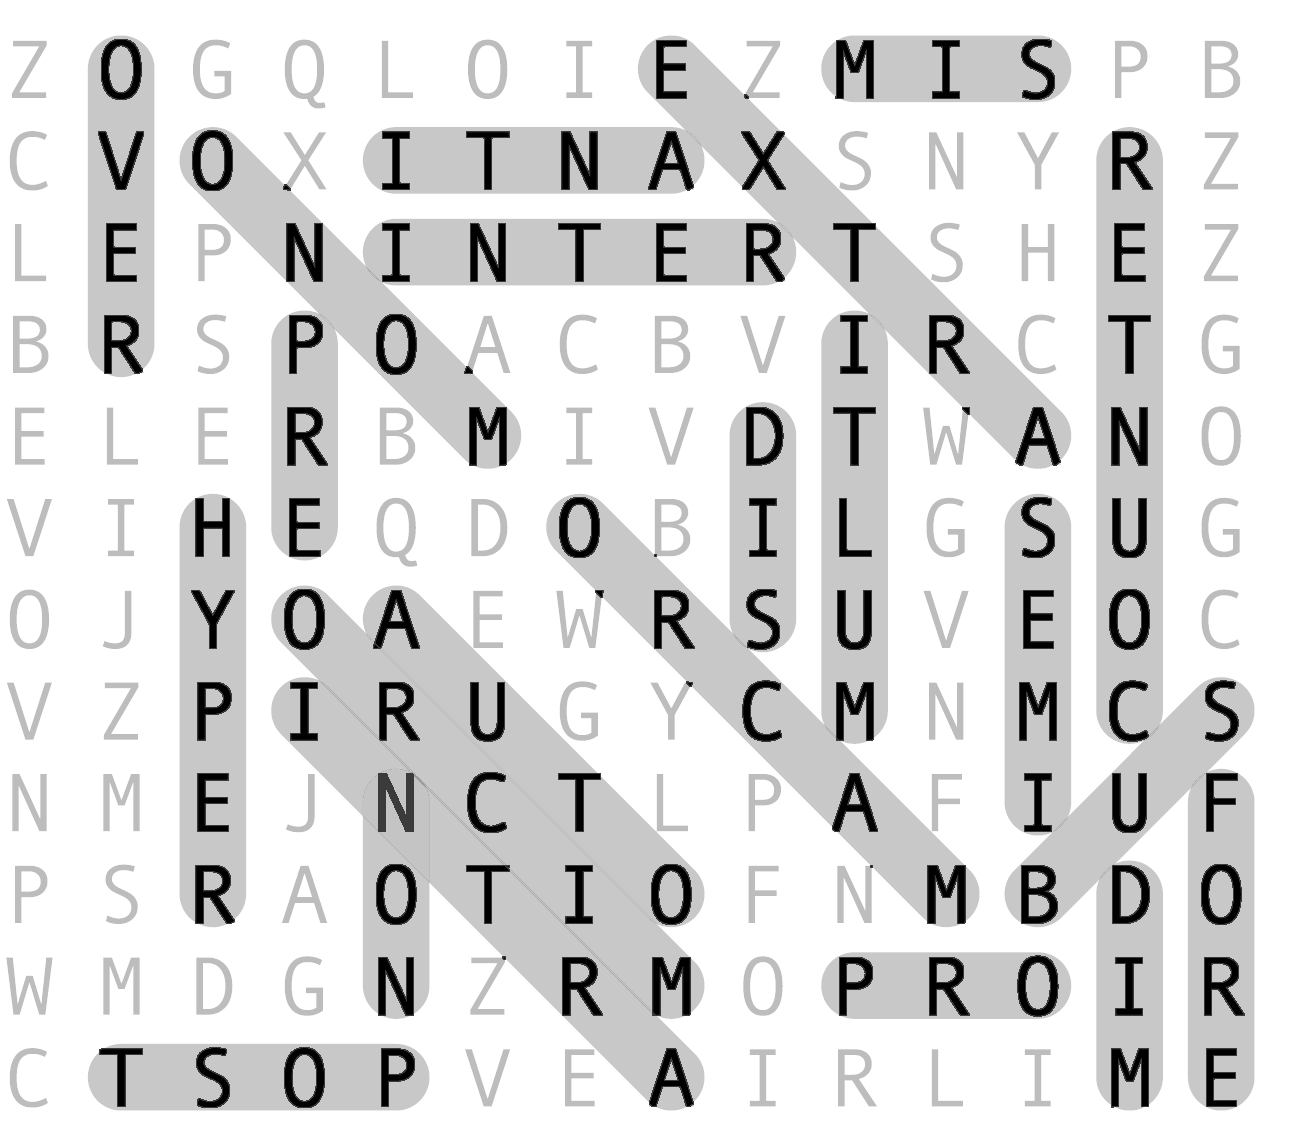 Z O G Q L O I E Z M I S P B
C V O X I T N A X S N Y R Z
L E P N I N T E R T S H E Z
B R S P O A C B V I R C T G
E L E R B M I V D T W A N O
V I H E Q D O B I L G S U G
O J Y O A E W R S U V E O C
V Z P I R U G Y C M N M C S
N M E J N C T L P A F I U F
P S R A O T I O F N M B D O
W M D G N Z R M O P R O I R
C T S O P V E A I R L I M E